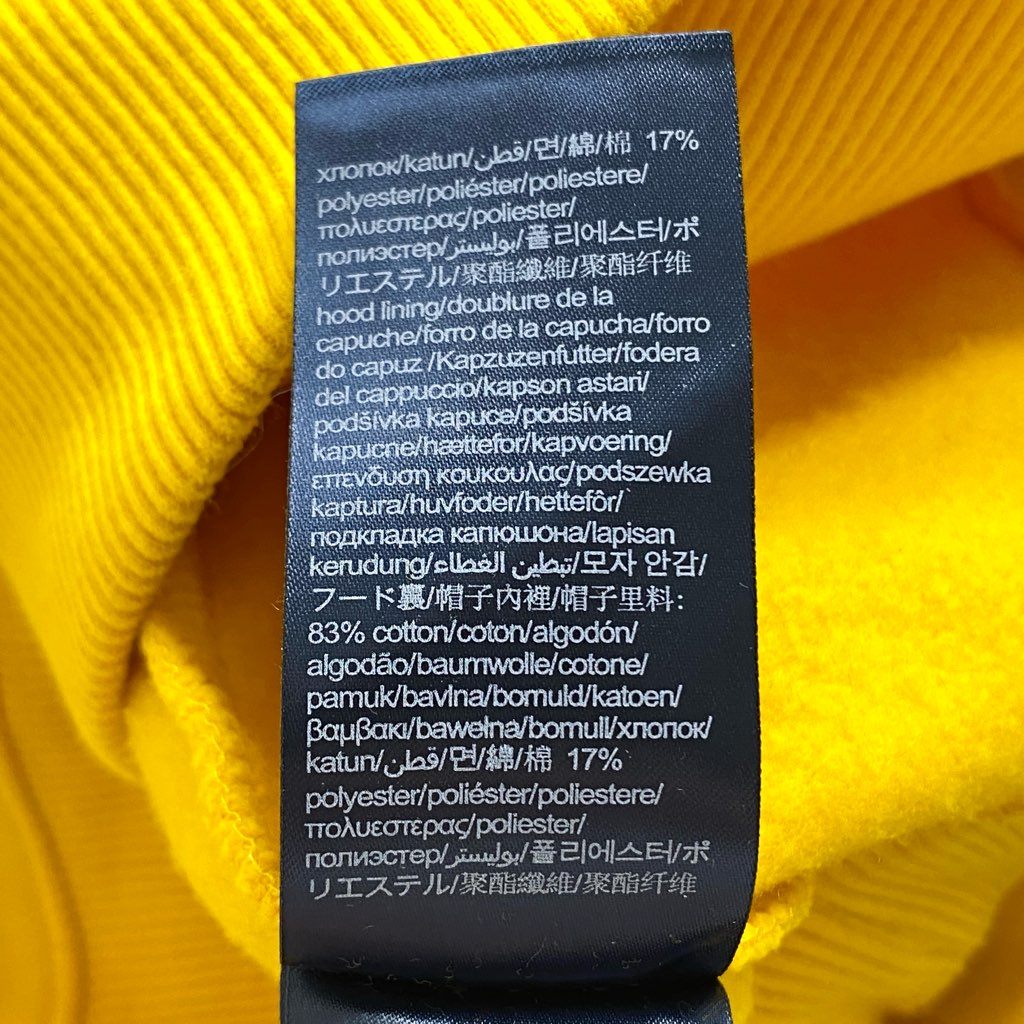 хлопок/katun/قطن/면/綿/棉 17%
polyester/poliéster/poliestere/
πολυεστερας/poliester/
полиэстер/بوليستر/폴리에스터/ポ
リエステル/聚酯纖維/聚酯纤维
hood lining/doublure de la
capuche/forro de la capucha/forro
do capuz /Kapzuzenfutter/fodera
del cappuccio/kapson astari/
podšívka kapuce/podšívka
kapucne/hættefor/kapvoering/
επενδυση κουκουλας/podszewka
kaptura/huvfoder/hettefôr/
подкладка капюшона/lapisan
kerudung/تبطين الغطاء/모자 안감/
フード裏/帽子內裡/帽子里料:
83% cotton/coton/algodón/
algodão/baumwolle/cotone/
pamuk/bavlna/bomuld/katoen/
βαμβακι/bawełna/bomull/хлопок/
katun/قطن/면/綿/棉 17%
polyester/poliéster/poliestere/
πολυεστερας/poliester/
полиэстер/بوليستر/폴리에스터/ポ
リエステル/聚酯纖維/聚酯纤维